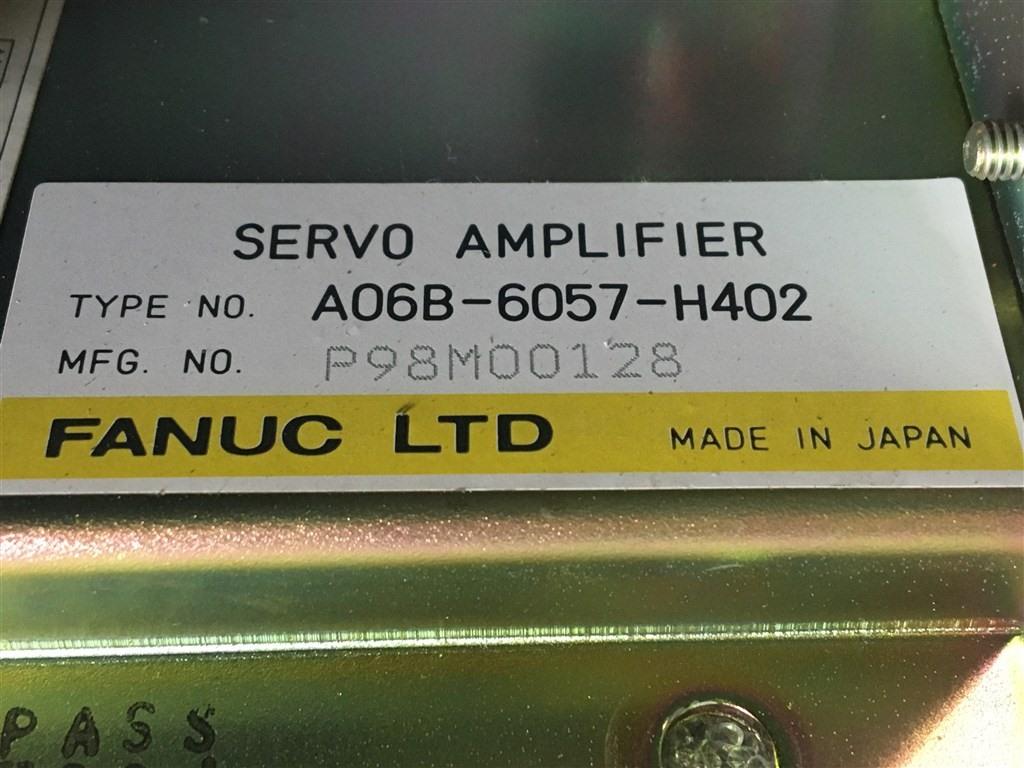 SERVO AMPLIFIER
TYPE NO. A06B-6057-H402
MFG. NO. P98M00128
FANUC LTD MADE IN JAPAN
PASS